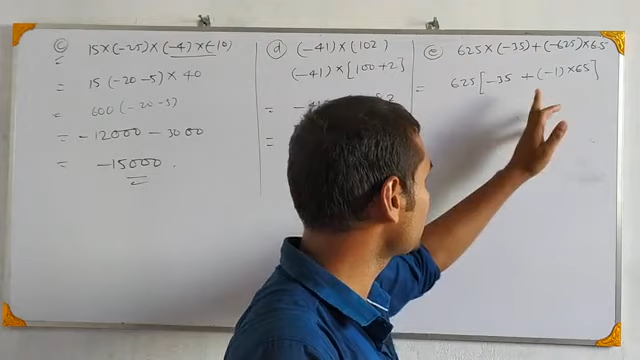 (c) 15×(-25)×(-4)×(-10)
= 15(-20-5)×40
= 600(-20-5)
= -12000 - 3000
= -15000.
(d) (-41)×(102)
(-41)×[100+2]
=
=
(e) 625×(-35)+(-625)×65
= 625[-35 +(-1)×65]